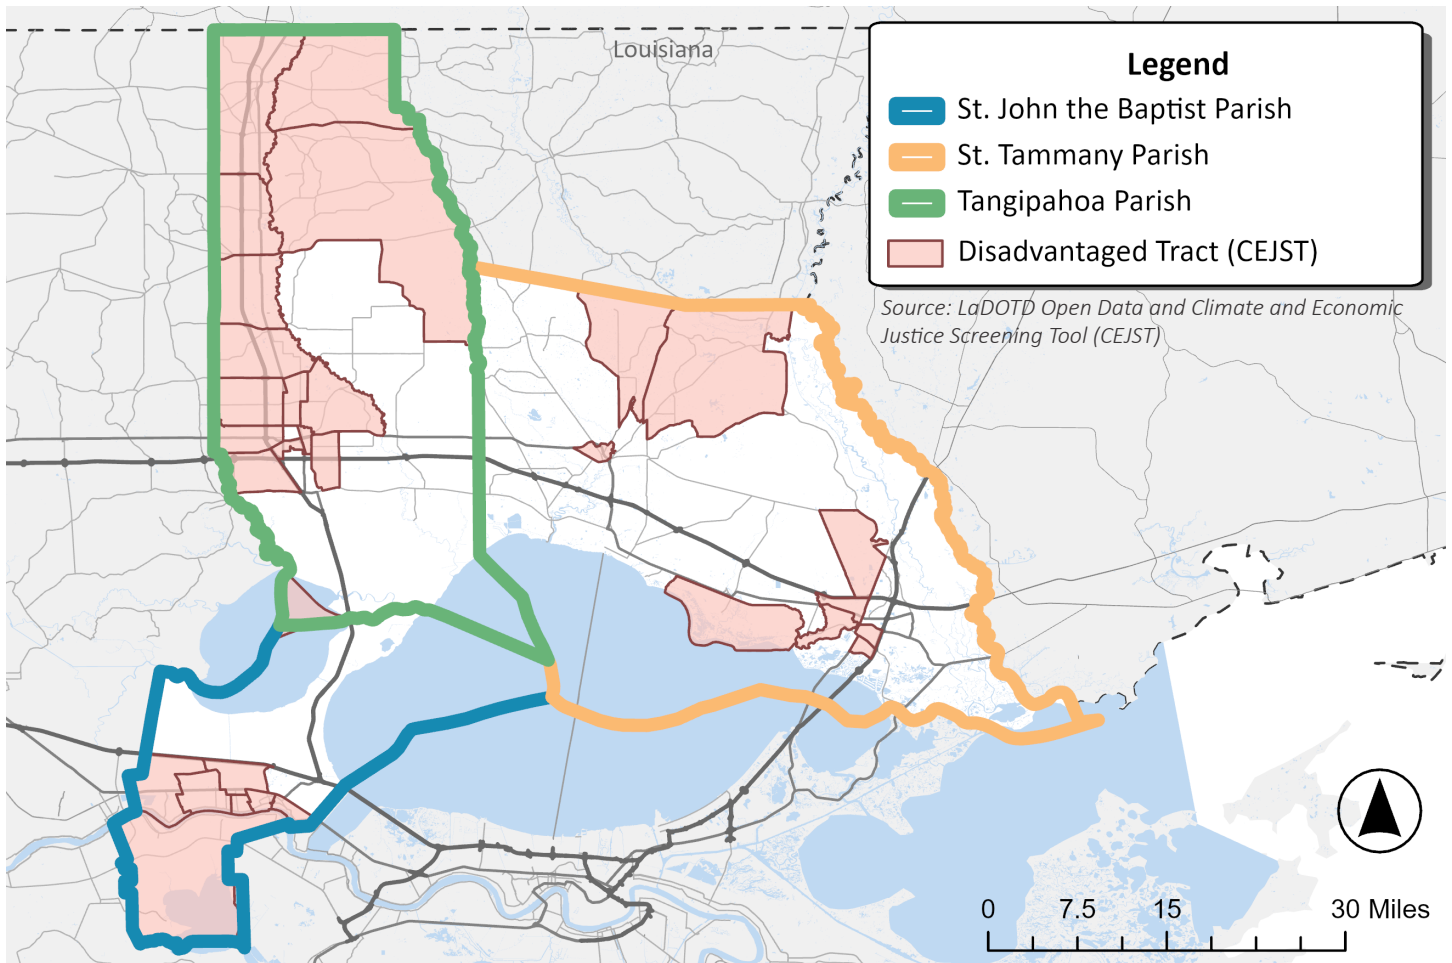 Louisiana
Legend
St. John the Baptist Parish
St. Tammany Parish
Tangipahoa Parish
Disadvantaged Tract (CEJST)
Source: LaDOTD Open Data and Climate and Economic
Justice Screening Tool (CEJST)
0 7.5 15 30 Miles